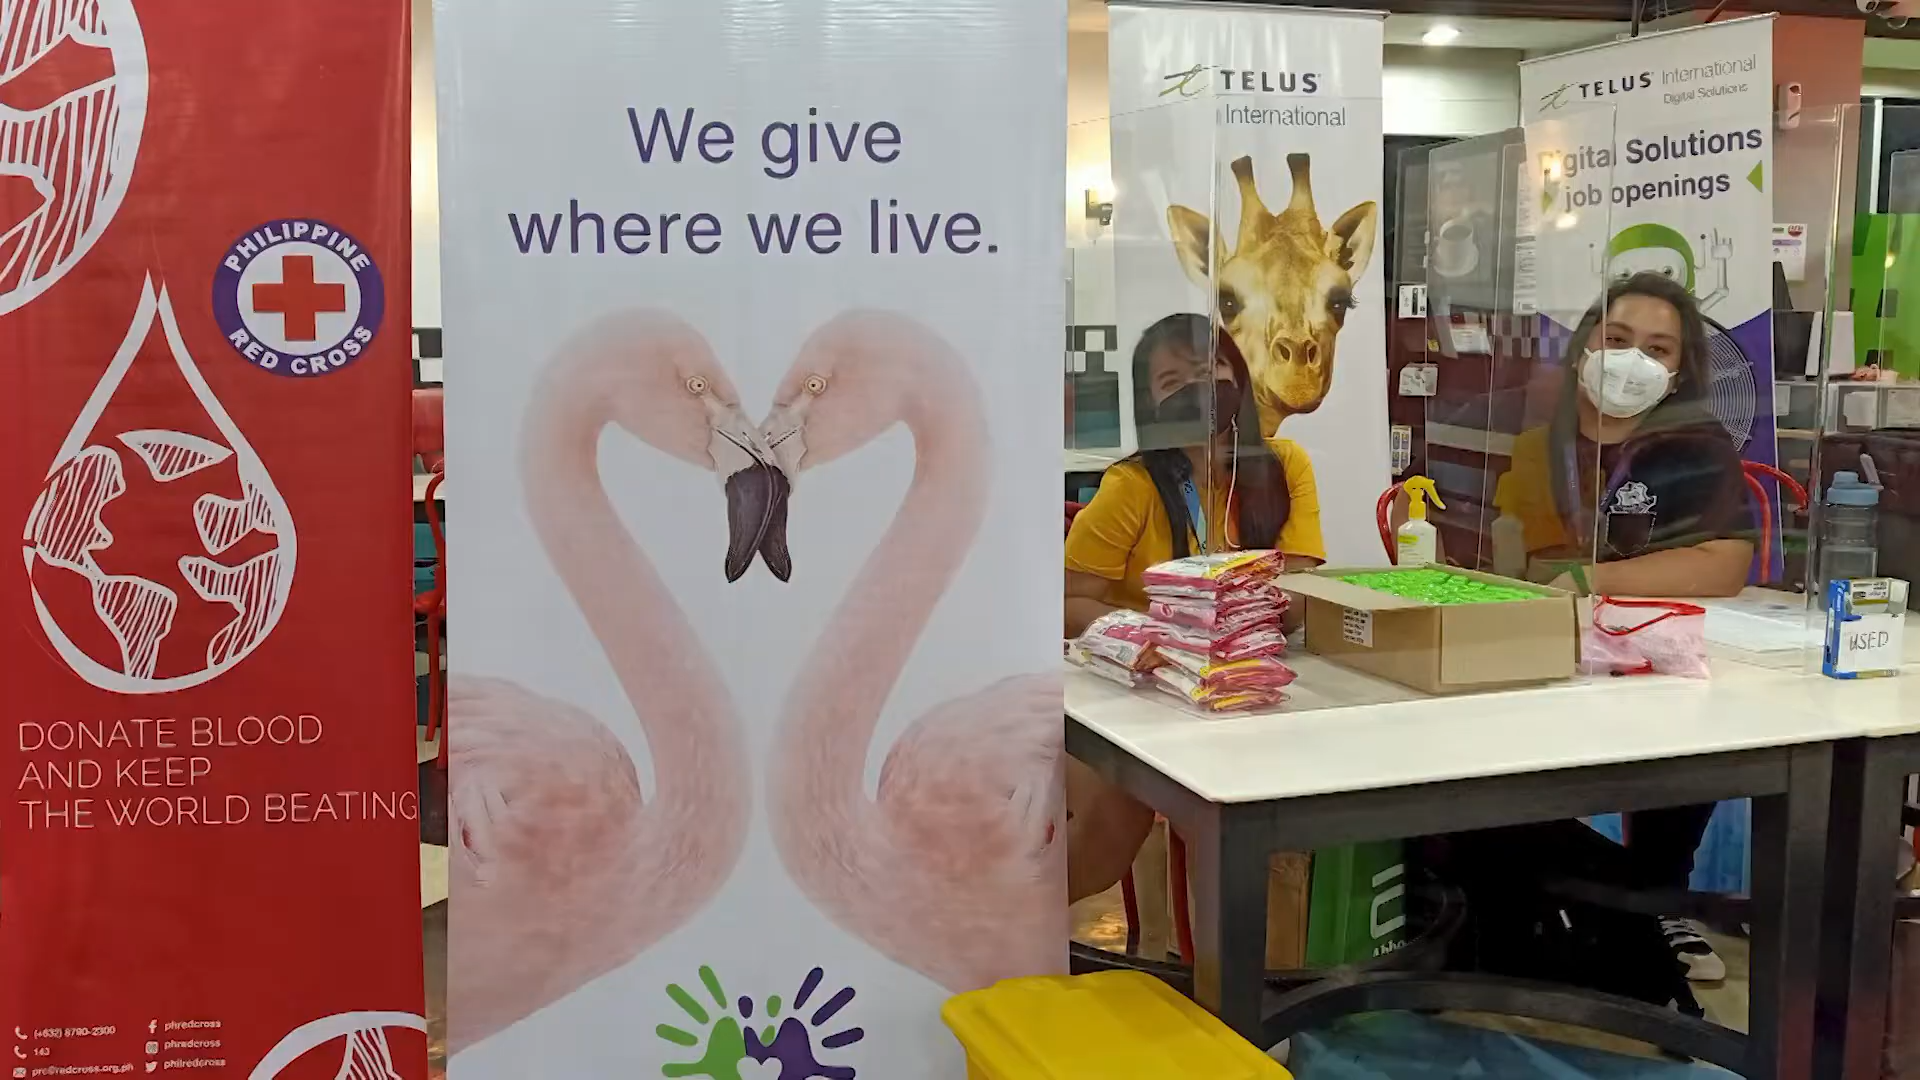 PHILIPPINE
RED CROSS
DONATE BLOOD
AND KEEP
THE WORLD BEATING
(+632) 8790-2300
143
prc@redcross.org.ph
phredcross
phredcross
philredcross
We give
where we live.
TELUS
International
TELUS International
Digital Solutions
Digital Solutions
job openings
USED